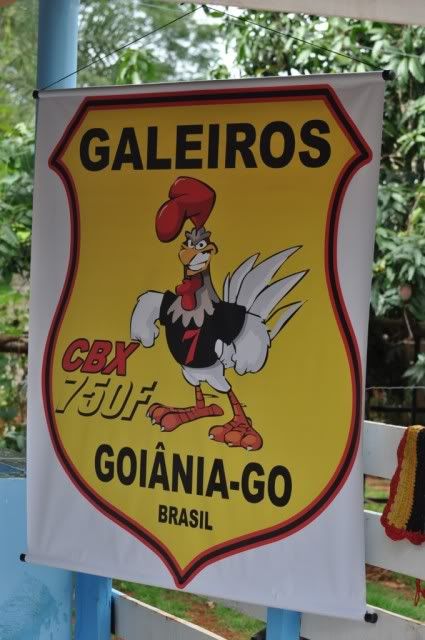 GALEIROS
7
CBX
750F
GOIÂNIA-GO
BRASIL